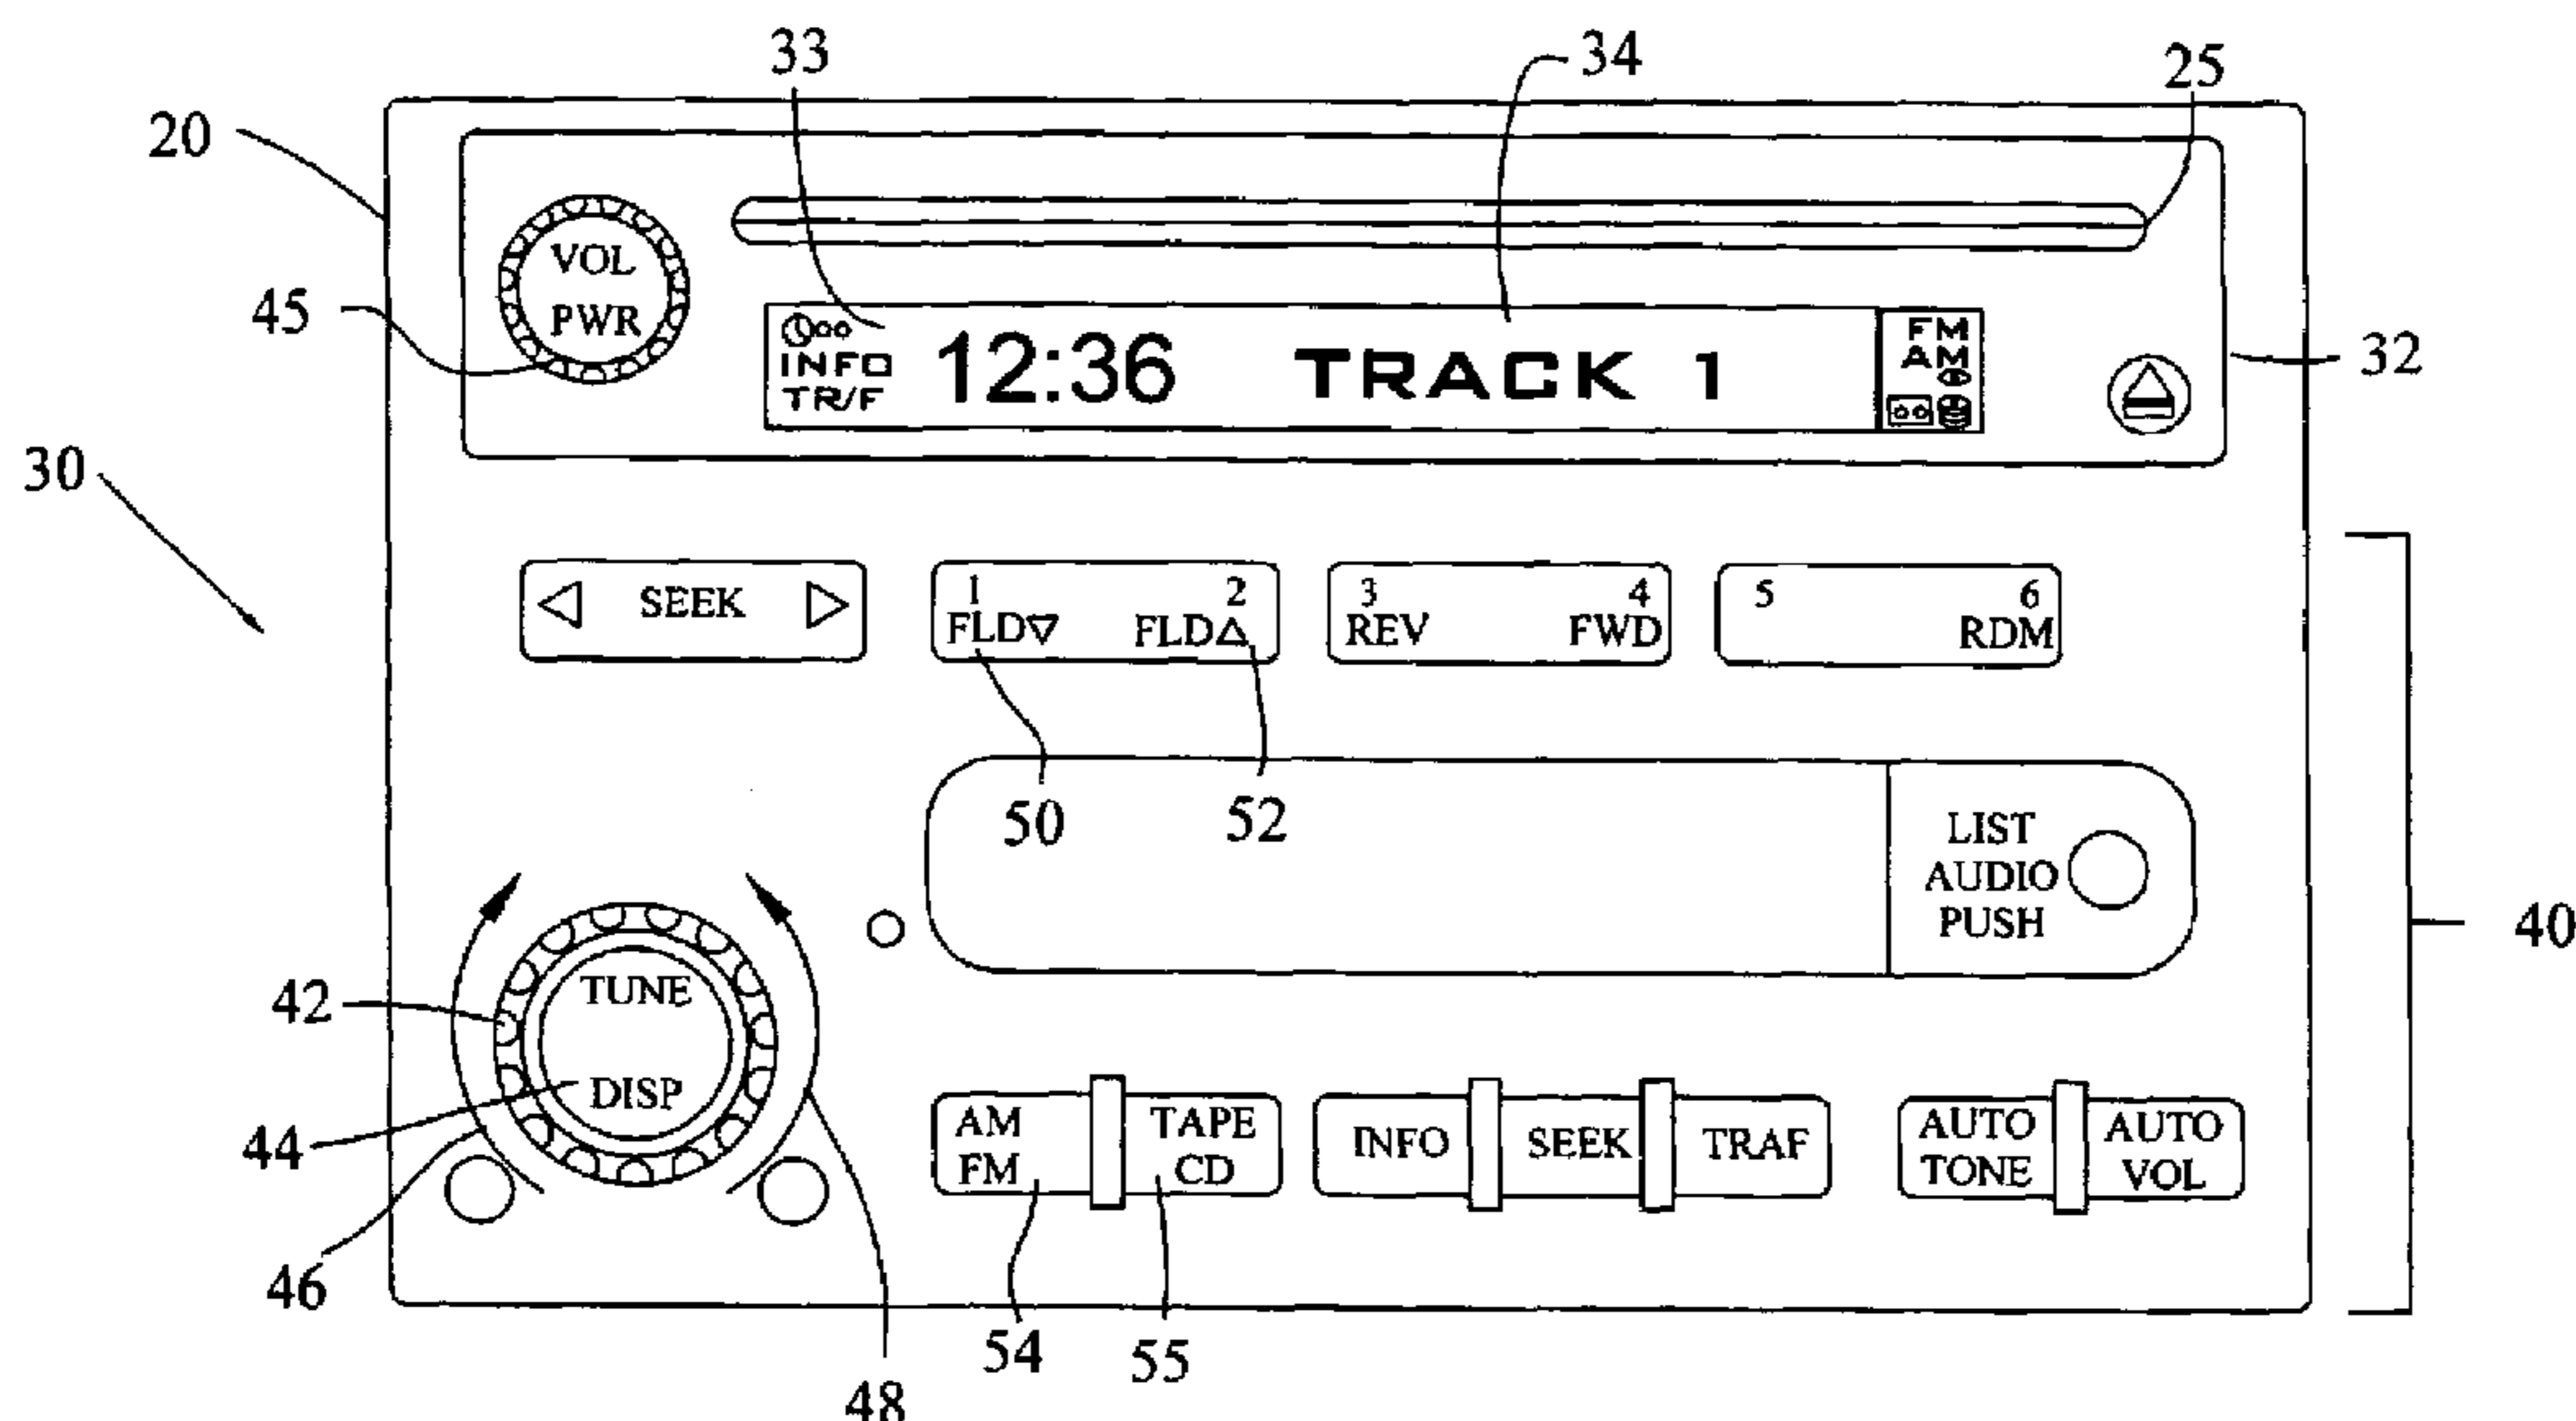 33
34
25
20
VOL
PWR
45
INFO
TR/F
12:36
TRACK 1
FM
AM
32
30
SEEK
1
FLD▽
2
FLD△
3
REV
4
FWD
5
6
RDM
50
52
LIST
AUDIO
PUSH
40
42
TUNE
DISP
44
46
48
AM
FM
TAPE
CD
INFO
SEEK
TRAF
AUTO
TONE
AUTO
VOL
54
55